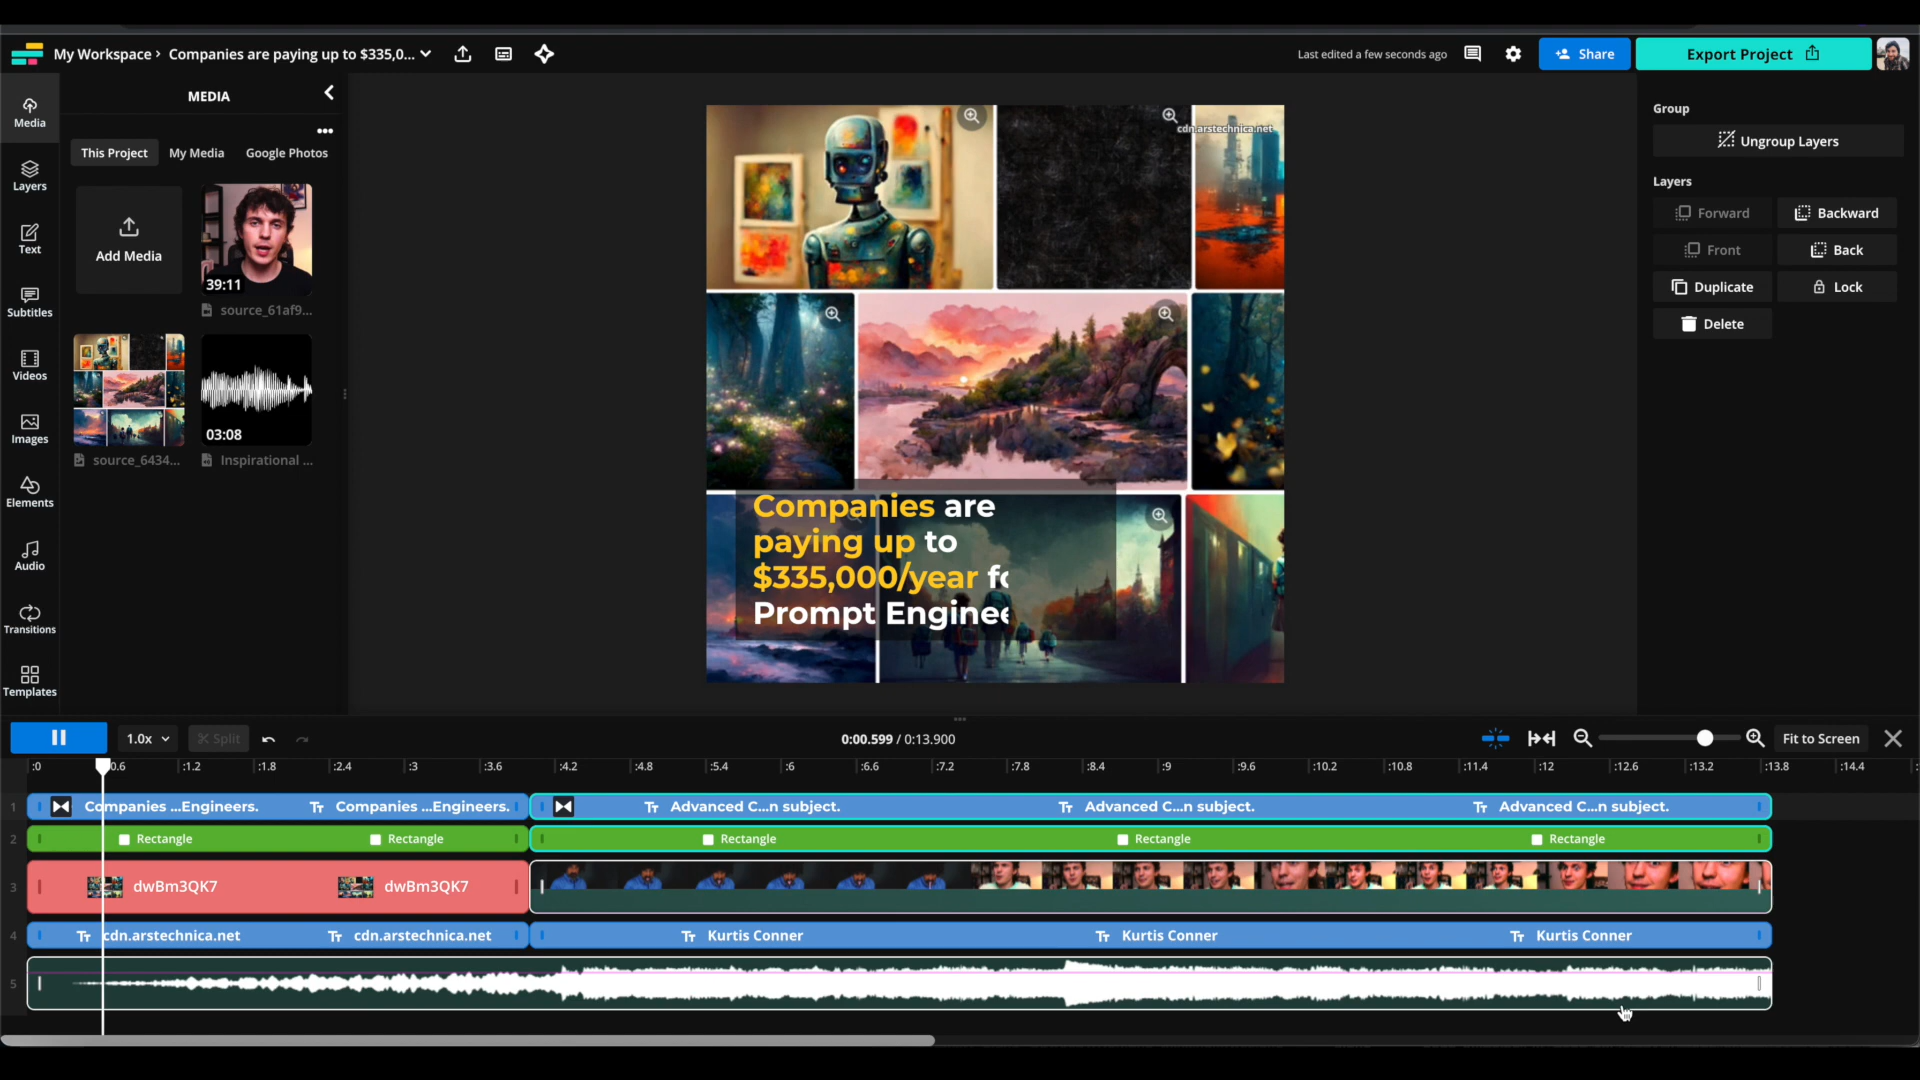 My Workspace › Companies are paying up to $335,0...
Last edited a few seconds ago
Share
Export Project
Media
Layers
Text
Subtitles
Videos
Images
Elements
Audio
Transitions
Templates
MEDIA
This Project
My Media
Google Photos
Add Media
39:11
source_61af9...
source_6434...
03:08
Inspirational ...
cdn.arstechnica.net
Companies are
paying up to
$335,000/year fo
Prompt Enginee
Group
Ungroup Layers
Layers
Forward
Backward
Front
Back
Duplicate
Lock
Delete
1.0x
Split
0:00.599 / 0:13.900
Fit to Screen
:0 0.6 :1.2 :1.8 :2.4 :3 :3.6 :4.2 :4.8 :5.4 :6 :6.6 :7.2 :7.8 :8.4 :9 :9.6 :10.2 :10.8 :11.4 :12 :12.6 :13.2 :13.8 :14.4
1 Companies ...Engineers. Companies ...Engineers. Advanced C...n subject. Advanced C...n subject. Advanced C...n subject.
2 Rectangle Rectangle Rectangle Rectangle Rectangle
3 dwBm3QK7 dwBm3QK7
4 cdn.arstechnica.net cdn.arstechnica.net Kurtis Conner Kurtis Conner Kurtis Conner
5